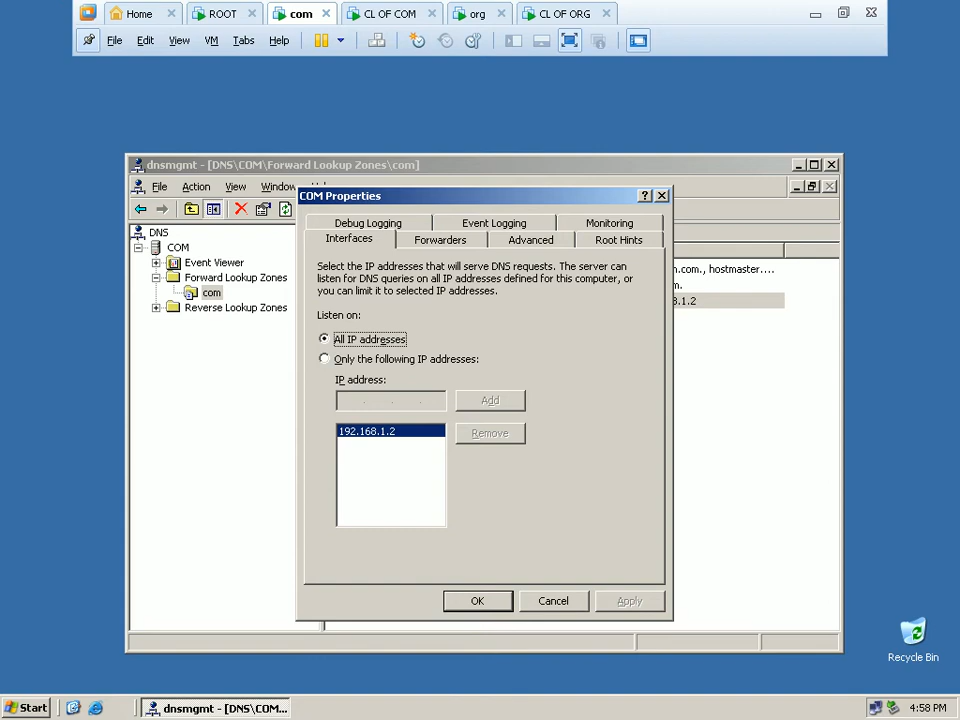 Home ROOT com CL OF COM org CL OF ORG
File Edit View VM Tabs Help
dnsmgmt - [DNS\COM\Forward Lookup Zones\com]
File Action View Window
COM Properties
Debug Logging Event Logging Monitoring
Interfaces Forwarders Advanced Root Hints
DNS
COM
Event Viewer
Forward Lookup Zones
com
Reverse Lookup Zones
Select the IP addresses that will serve DNS requests. The server can
listen for DNS queries on all IP addresses defined for this computer, or
you can limit it to selected IP addresses.
Listen on:
All IP addresses
Only the following IP addresses:
IP address:
Add
192.168.1.2
Remove
OK Cancel Apply
n.com., hostmaster....
m.
3.1.2
Recycle Bin
Start dnsmgmt - [DNS\COM... 4:58 PM